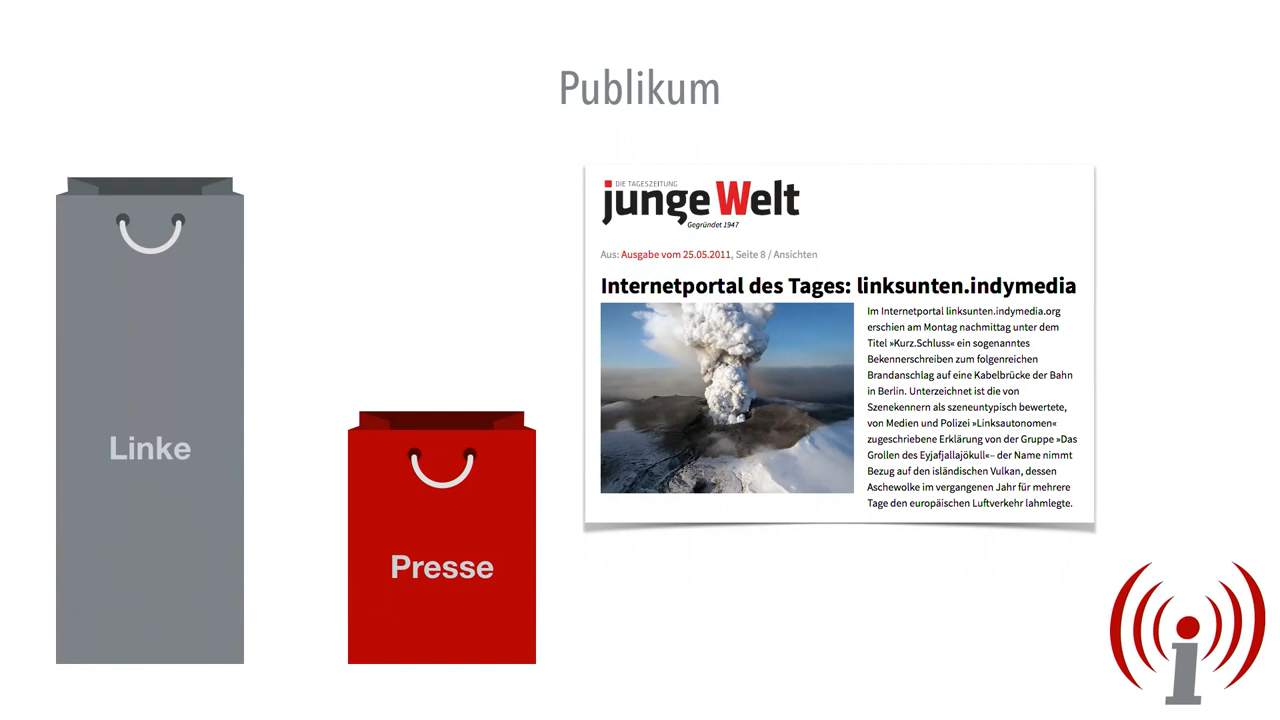 Publikum
Linke
Presse
DIE TAGESZEITUNG
junge Welt
Gegründet 1947
Aus: Ausgabe vom 25.05.2011, Seite 8 / Ansichten
Internetportal des Tages: linksunten.indymedia
Im Internetportal linksunten.indymedia.org
erschien am Montag nachmittag unter dem
Titel »Kurz.Schluss« ein sogenanntes
Bekennerschreiben zum folgenreichen
Brandanschlag auf eine Kabelbrücke der Bahn
in Berlin. Unterzeichnet ist die von
Szenekennern als szeneuntypisch bewertete,
von Medien und Polizei »Linksautonomen«
zugeschriebene Erklärung von der Gruppe »Das
Grollen des Eyjafjallajökull«– der Name nimmt
Bezug auf den isländischen Vulkan, dessen
Aschewolke im vergangenen Jahr für mehrere
Tage den europäischen Luftverkehr lahmlegte.
i